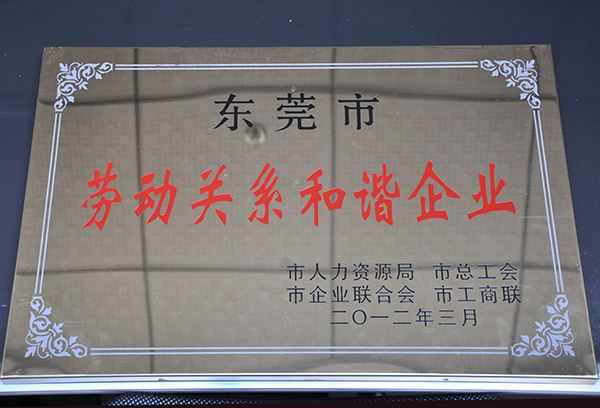 东莞市
劳动关系和谐企业
市人力资源局 市总工会
市企业联合会 市工商联
二〇一二年三月